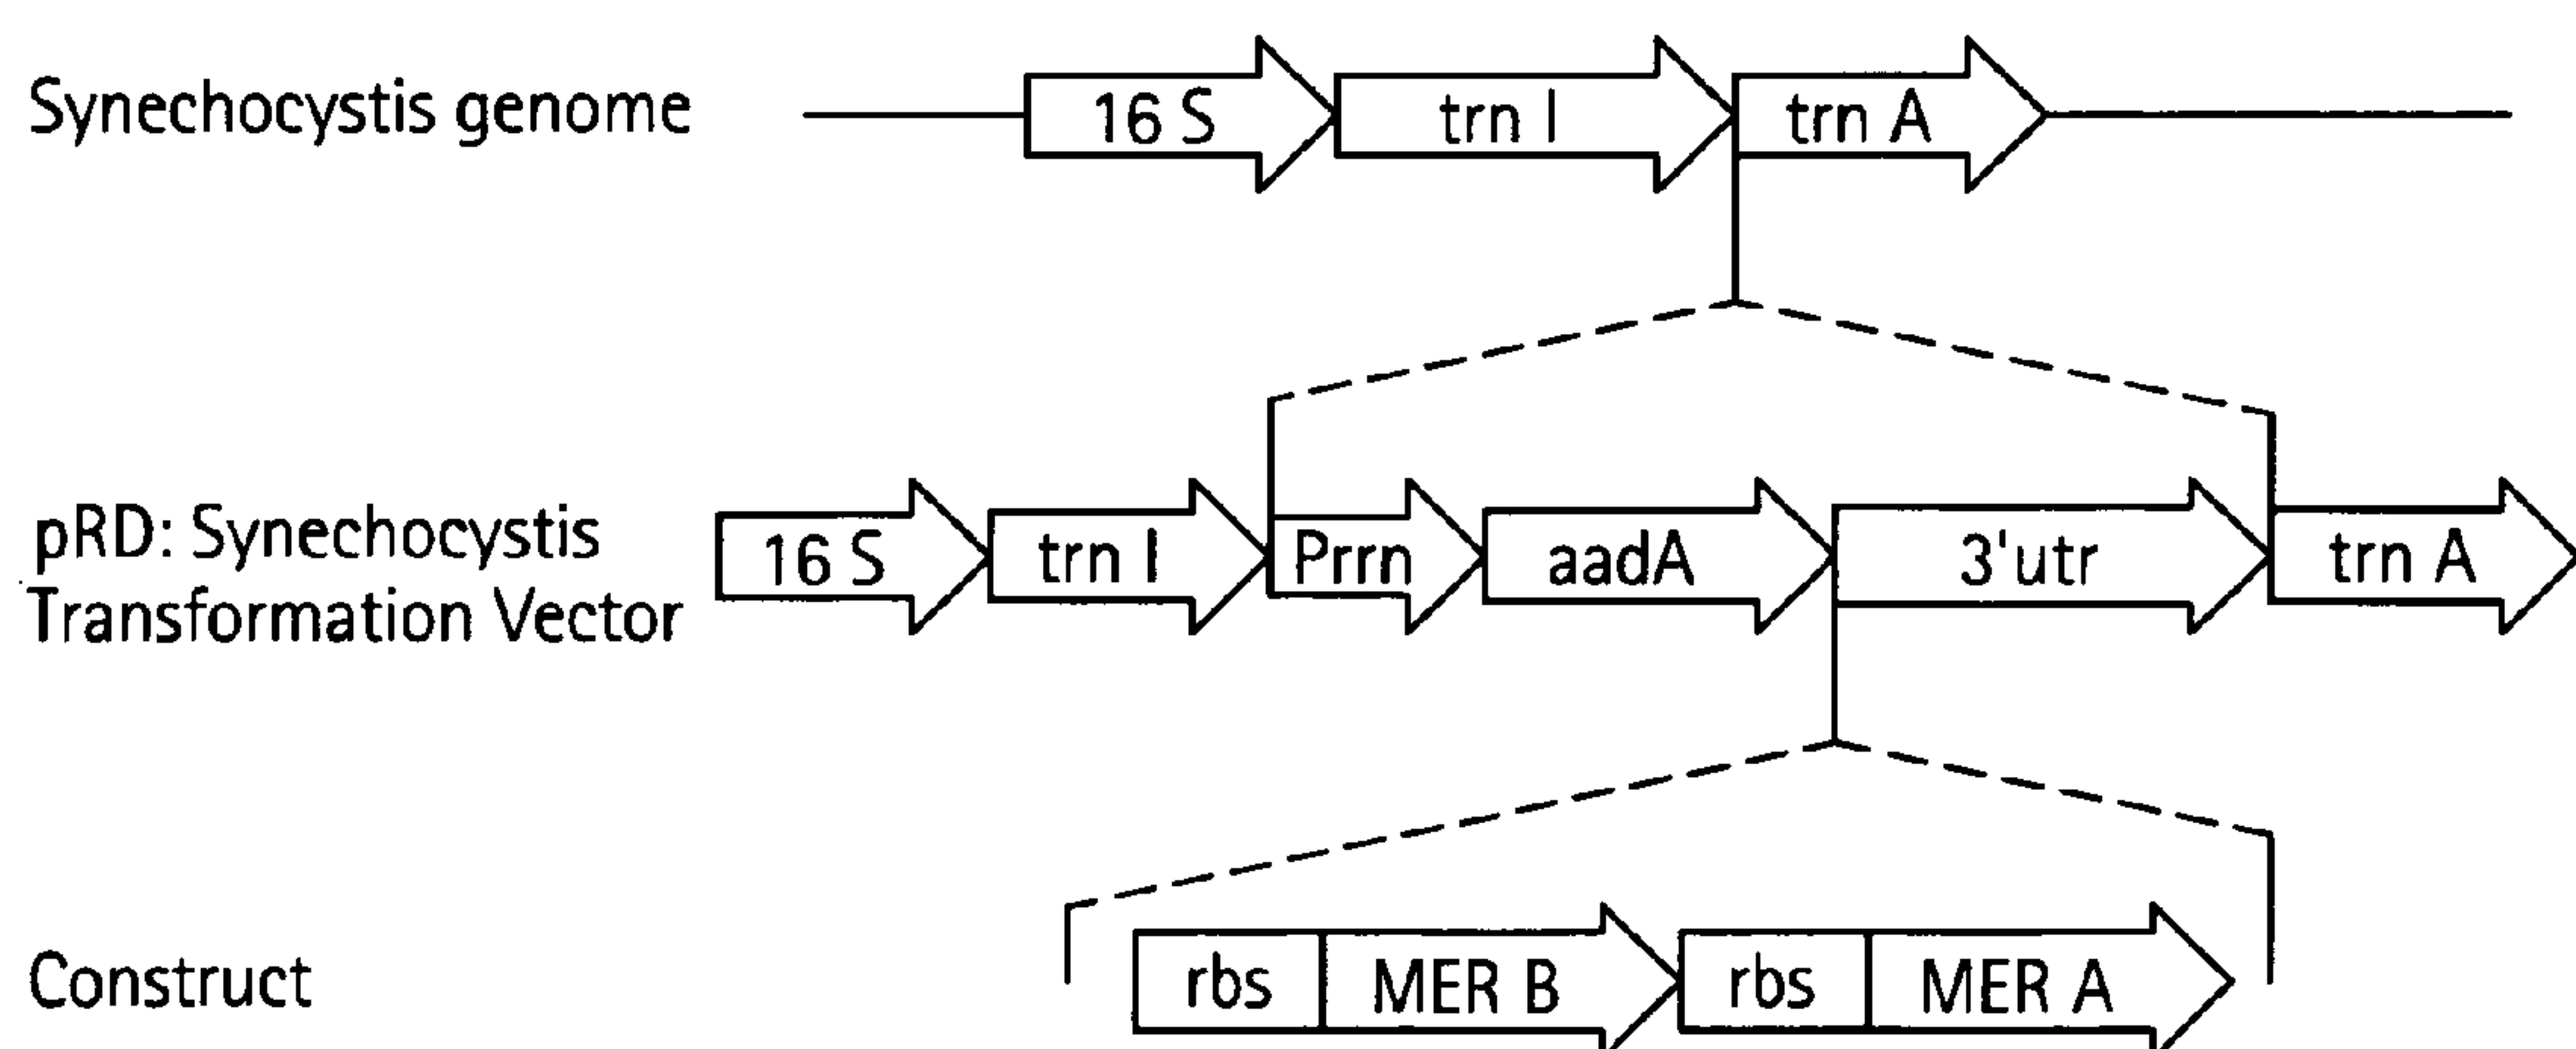 Synechocystis genome
16 S trn I trn A
pRD: Synechocystis
Transformation Vector
16 S trn I Prrn aadA 3'utr trn A
Construct
rbs MER B rbs MER A